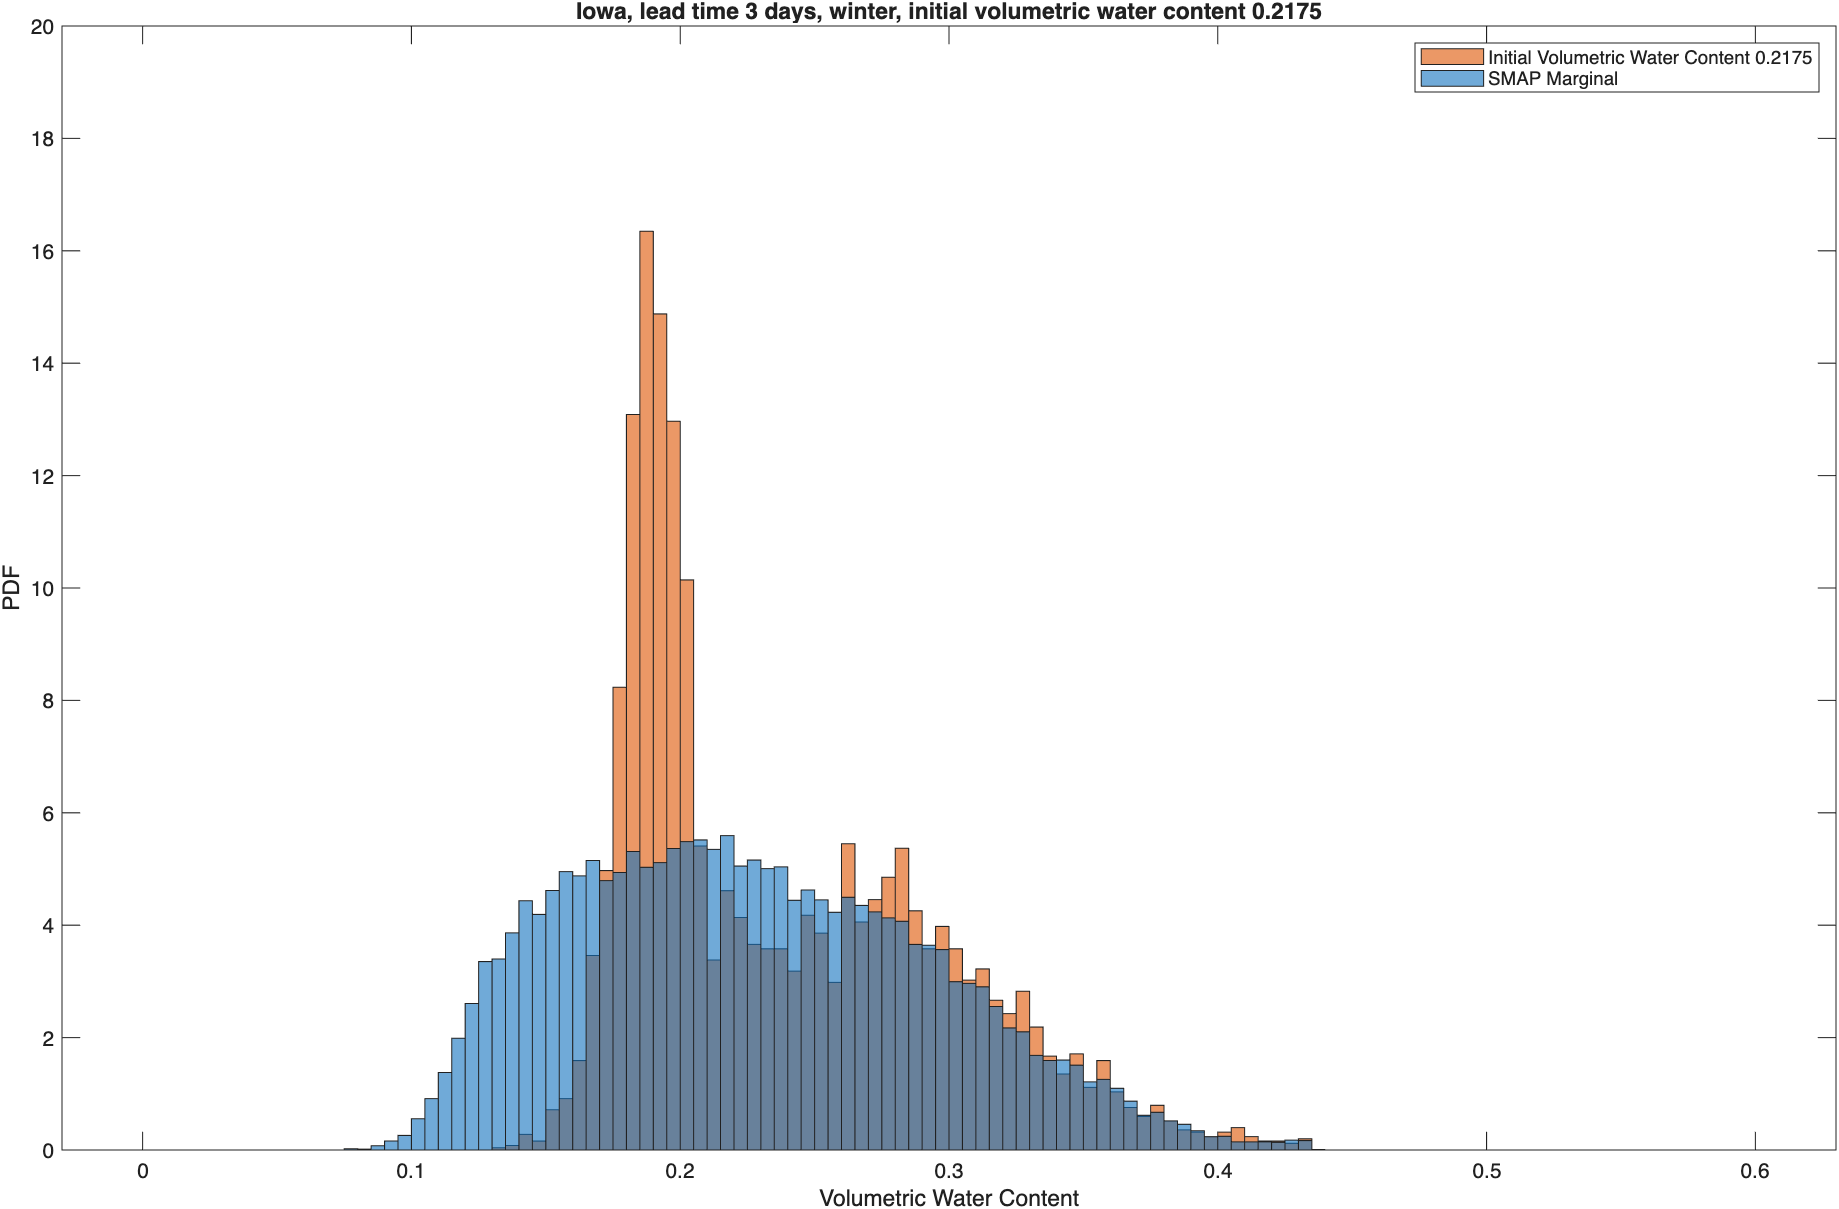 Iowa, lead time 3 days, winter, initial volumetric water content 0.2175
Initial Volumetric Water Content 0.2175
SMAP Marginal
20
18
16
14
12
10
8
6
4
2
0
PDF
0 0.1 0.2 0.3 0.4 0.5 0.6
Volumetric Water Content